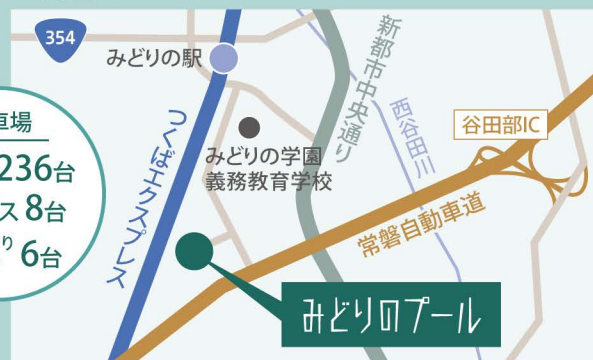 354
みどりの駅
車場
236台
ス 8台
り 6台
つくばエクスプレス
みどりの学園
義務教育学校
新都市中央通り
西谷田川
谷田部IC
常磐自動車道
みどりのプール